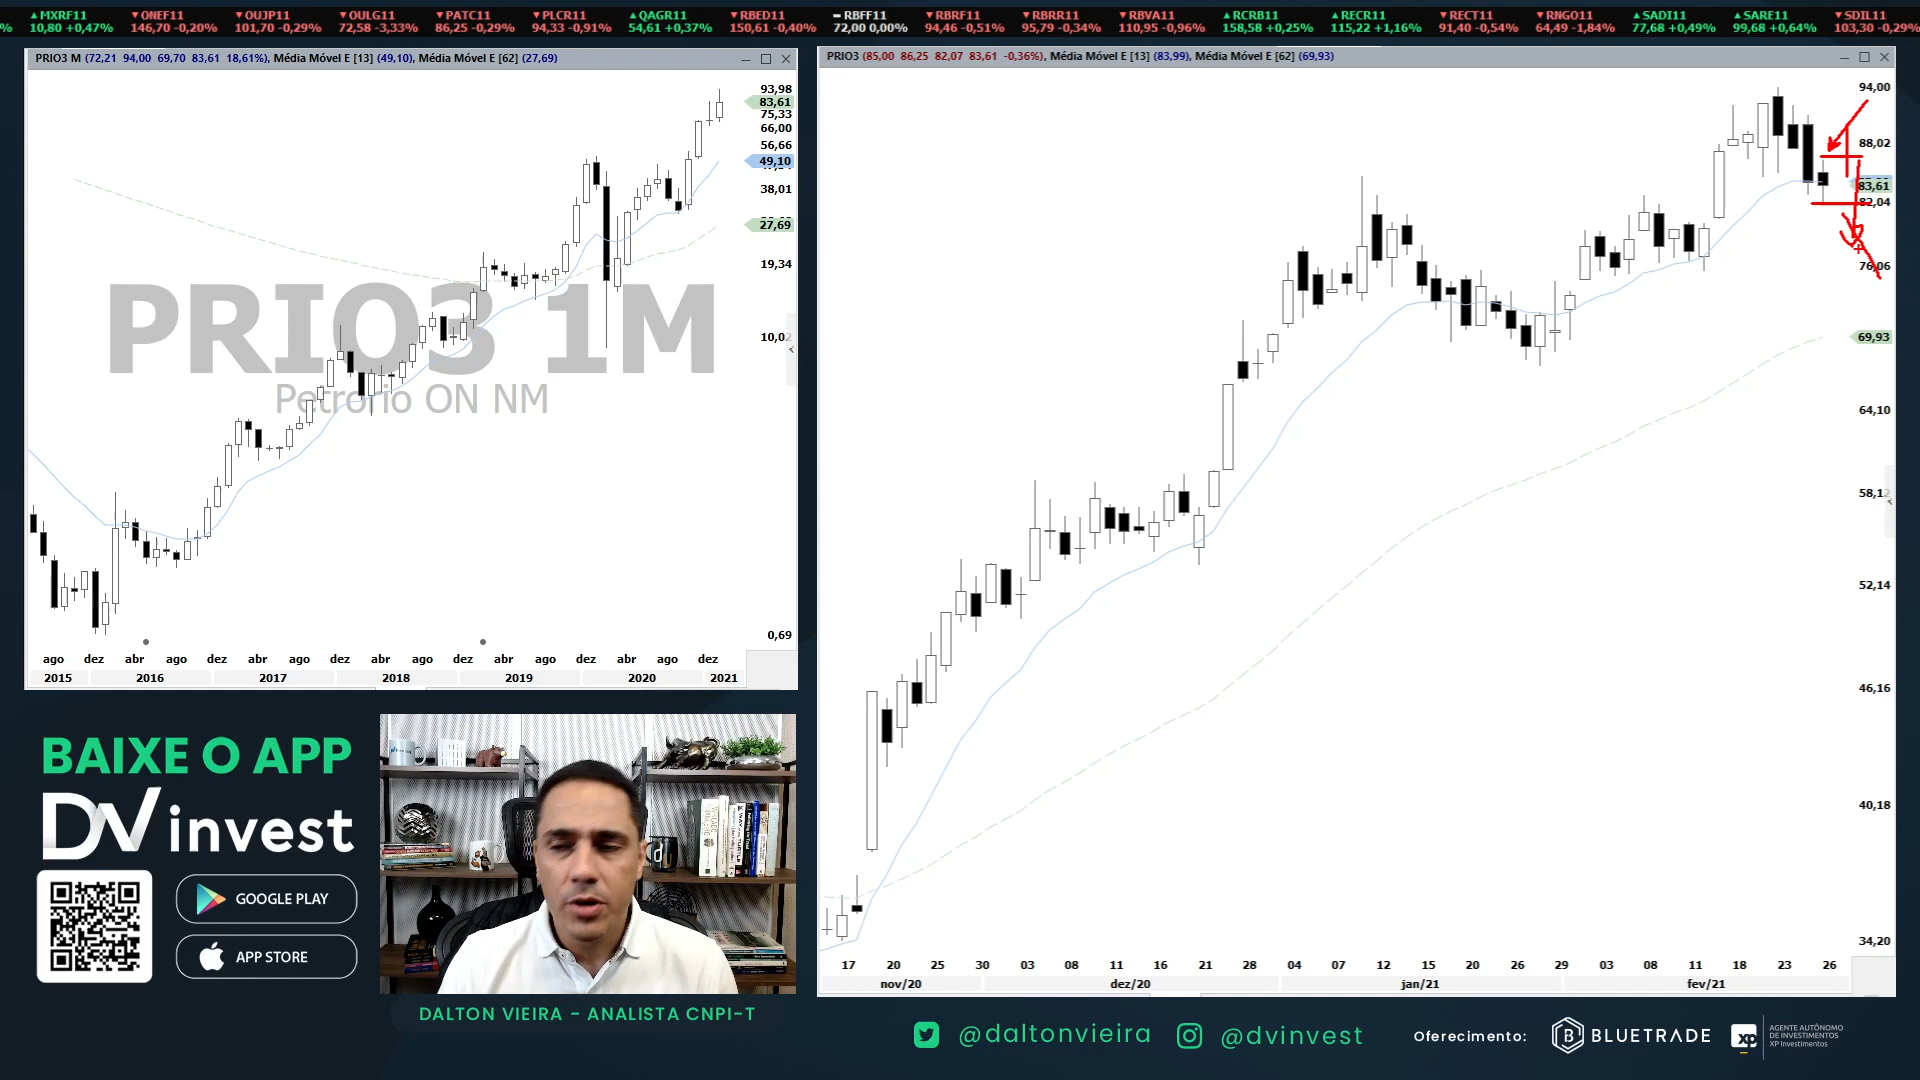 ▲MXRF11 ▼ONEF11 ▼OUJP11 ▼OULG11 ▼PATC11 ▼PLCR11 ▲QAGR11 ▼RBED11 RBFF11 ▼RBRF11 ▼RBRR11 ▼RBVA11 ▲RCRB11 ▲RECR11 ▼RECT11 ▼RNGO11 ▲SADI11 ▲SARE11 ▼SDIL11
% 10,80 +0,47% 146,70 -0,20% 101,70 -0,29% 72,58 -3,33% 86,25 -0,29% 94,33 -0,91% 54,61 +0,37% 150,61 -0,40% 72,00 0,00% 94,46 -0,51% 95,79 -0,34% 110,95 -0,96% 158,58 +0,25% 115,22 +1,16% 91,40 -0,54% 64,49 -1,84% 77,68 +0,49% 99,68 +0,64% 103,30 -0,29%
PRIO3 M (72,21 94,00 69,70 83,61 18,61%), Média Móvel E [13] (49,10), Média Móvel E [62] (27,69)
93,98
83,61
75,33
66,00
56,66
49,10
38,01
27,69
19,34
10,02
0,69
PRIO3 1M
Petrorio ON NM
ago dez abr ago dez abr ago dez abr ago dez abr ago dez abr ago dez
2015 2016 2017 2018 2019 2020 2021
PRIO3 (85,00 86,25 82,07 83,61 -0,36%), Média Móvel E [13] (83,99), Média Móvel E [62] (69,93)
94,00
88,02
83,61
82,04
76,06
69,93
64,10
58,12
52,14
46,16
40,18
34,20
17 20 25 30 03 08 11 16 21 28 04 07 12 15 20 26 29 03 08 11 18 23 26
nov/20 dez/20 jan/21 fev/21
BAIXE O APP
DV invest
GOOGLE PLAY
APP STORE
DALTON VIEIRA - ANALISTA CNPI-T
@daltonvieira @dvinvest
Oferecimento: BLUETRADE
xp
AGENTE AUTÔNOMO
DE INVESTIMENTOS
XP Investimentos